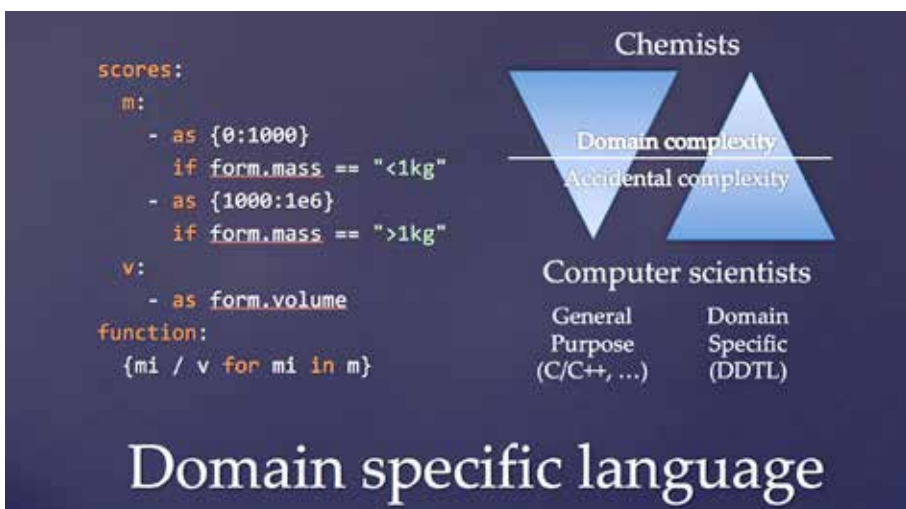 scores:
m:
- as {0:1000}
if form.mass == "<1kg"
- as {1000:1e6}
if form.mass == ">1kg"
v:
- as form.volume
function:
{mi / v for mi in m}
Chemists
Domain complexity
Accidental complexity
Computer scientists
General
Purpose
(C/C++, …)
Domain
Specific
(DDTL)
Domain specific language